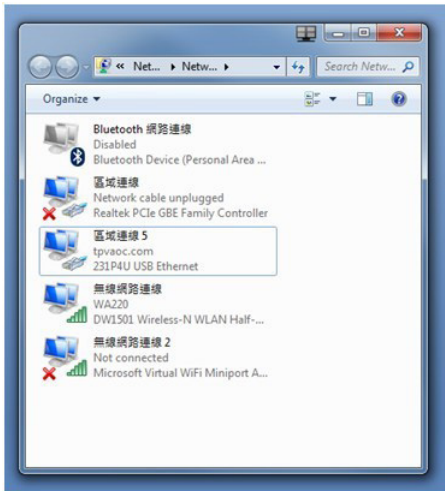 « Net... ▸ Netw... ▸
Search Netw...
Organize
Bluetooth 網路連線
Disabled
Bluetooth Device (Personal Area ...
區域連線
Network cable unplugged
Realtek PCIe GBE Family Controller
區域連線 5
tpvaoc.com
231P4U USB Ethernet
無線網路連線
WA220
DW1501 Wireless-N WLAN Half-...
無線網路連線 2
Not connected
Microsoft Virtual WiFi Miniport A...